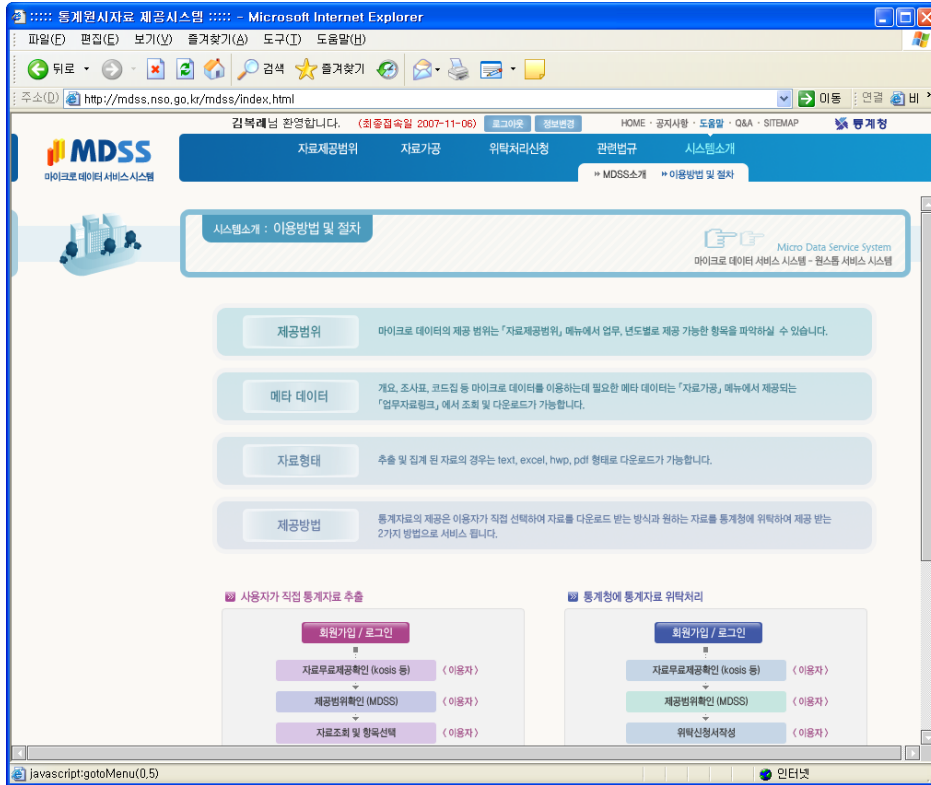 ::::: 통계원시자료 제공시스템 ::::: - Microsoft Internet Explorer
파일(F) 편집(E) 보기(V) 즐겨찾기(A) 도구(T) 도움말(H)
뒤로 검색 즐겨찾기
주소(D) http://mdss.nso.go.kr/mdss/index.html 이동 연결 비 »
김복래님 환영합니다. (최종접속일 2007-11-06) 로그아웃 정보변경 HOME · 공지사항 · 도움말 · Q&A · SITEMAP 통계청
MDSS
마이크로 데이터 서비스 시스템
자료제공범위 자료가공 위탁처리신청 관련법규 시스템소개
» MDSS소개 » 이용방법 및 절차
시스템소개 : 이용방법 및 절차
Micro Data Service System
마이크로 데이터 서비스 시스템 - 원스톱 서비스 시스템
제공범위 마이크로 데이터의 제공 범위는 「자료제공범위」 메뉴에서 업무, 년도별로 제공 가능한 항목을 파악하실 수 있습니다.
메타 데이터 개요, 조사표, 코드집 등 마이크로 데이터를 이용하는데 필요한 메타 데이터는 「자료가공」 메뉴에서 제공되는
「업무자료링크」 에서 조회 및 다운로드가 가능합니다.
자료형태 추출 및 집계 된 자료의 경우는 text, excel, hwp, pdf 형태로 다운로드가 가능합니다.
제공방법 통계자료의 제공은 이용자가 직접 선택하여 자료를 다운로드 받는 방식과 원하는 자료를 통계청에 위탁하여 제공 받는
2가지 방법으로 서비스 됩니다.
사용자가 직접 통계자료 추출
회원가입 / 로그인
자료무료제공확인 (kosis 등) 〈이용자〉
제공범위확인 (MDSS) 〈이용자〉
자료조회 및 항목선택 〈이용자〉
통계청에 통계자료 위탁처리
회원가입 / 로그인
자료무료제공확인 (kosis 등) 〈이용자〉
제공범위확인 (MDSS) 〈이용자〉
위탁신청서작성 〈이용자〉
javascript:gotoMenu(0,5) 인터넷